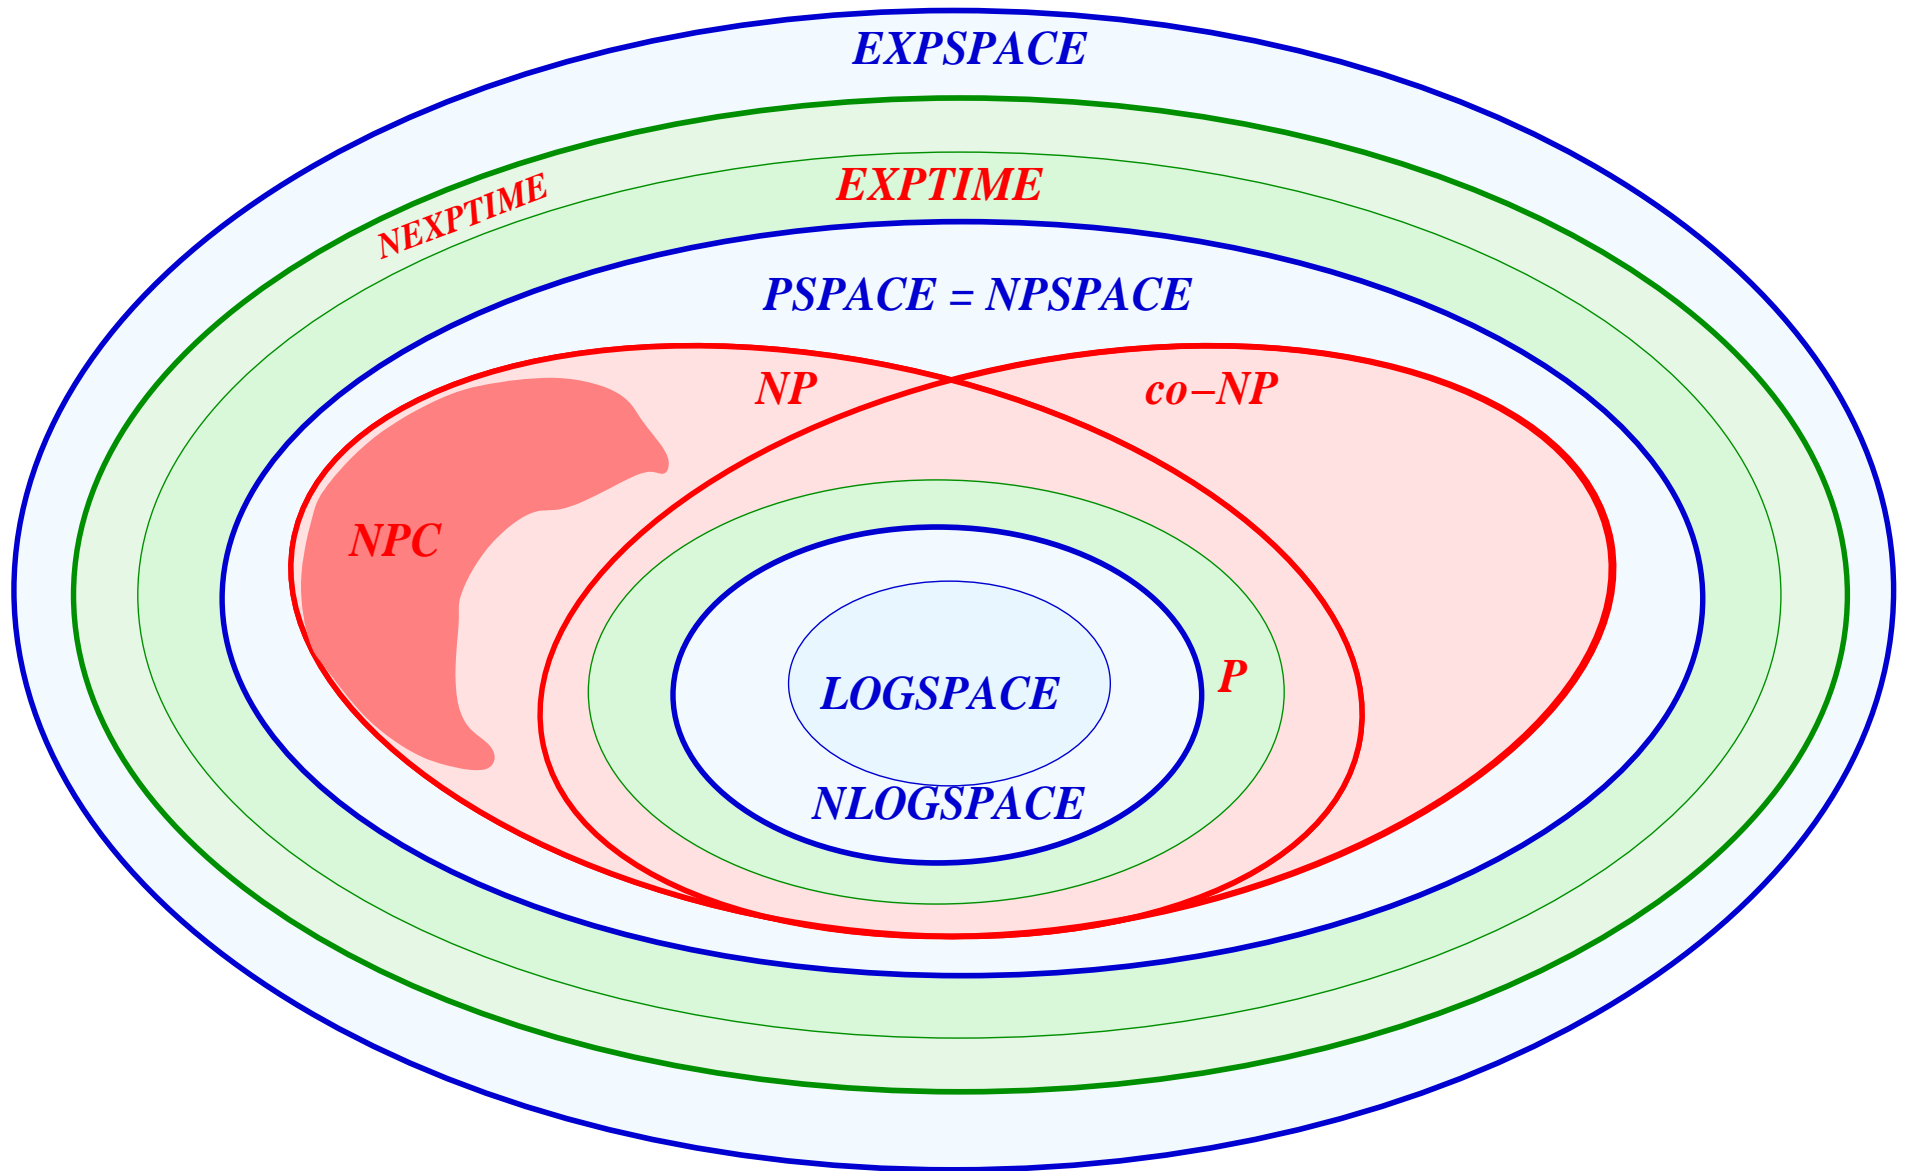 EXPSPACE
EXPTIME
NEXPTIME
PSPACE = NPSPACE
NP
co–NP
NPC
P
LOGSPACE
NLOGSPACE